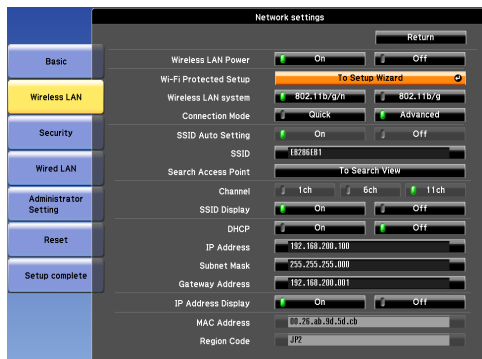 Network settings
Return
Basic
Wireless LAN
Security
Wired LAN
Administrator
Setting
Reset
Setup complete
Wireless LAN Power On Off
Wi-Fi Protected Setup To Setup Wizard
Wireless LAN system 802.11b/g/n 802.11b/g
Connection Mode Quick Advanced
SSID Auto Setting On Off
SSID EB286EB1
Search Access Point To Search View
Channel 1ch 6ch 11ch
SSID Display On Off
DHCP On Off
IP Address 192.168.200.100
Subnet Mask 255.255.255.000
Gateway Address 192.168.200.001
IP Address Display On Off
MAC Address 00.26.ab.9d.5d.cb
Region Code JP2